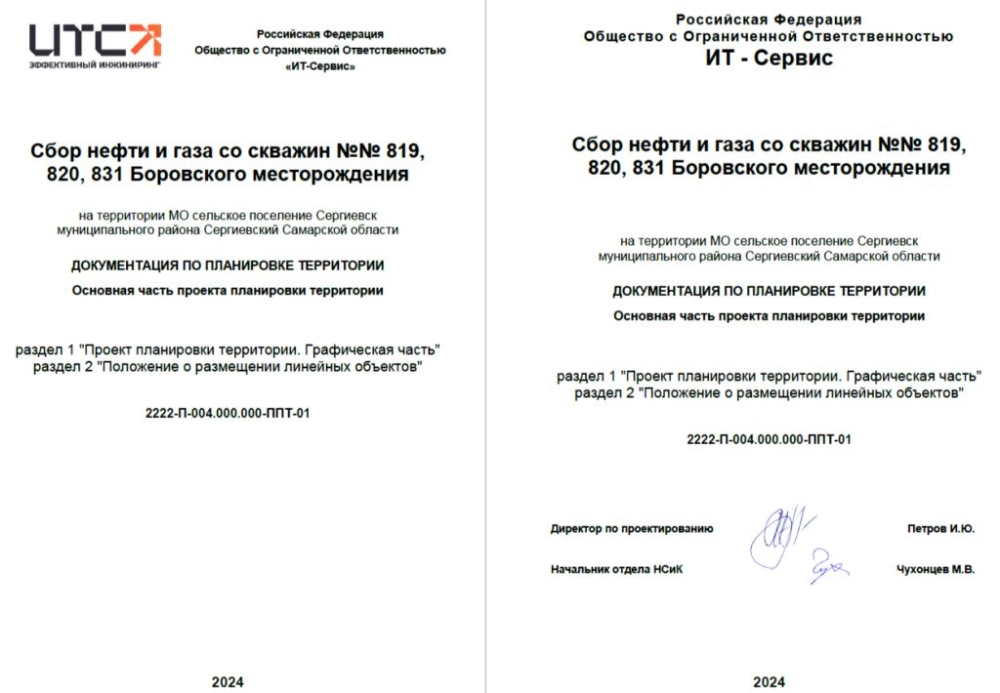 ИТС
ЭФФЕКТИВНЫЙ ИНЖИНИРИНГ
Российская Федерация
Общество с Ограниченной Ответственностью
«ИТ-Сервис»
Сбор нефти и газа со скважин №№ 819,
820, 831 Боровского месторождения
на территории МО сельское поселение Сергиевск
муниципального района Сергиевский Самарской области
ДОКУМЕНТАЦИЯ ПО ПЛАНИРОВКЕ ТЕРРИТОРИИ
Основная часть проекта планировки территории
раздел 1 "Проект планировки территории. Графическая часть"
раздел 2 "Положение о размещении линейных объектов"
2222-П-004.000.000-ППТ-01
2024
Российская Федерация
Общество с Ограниченной Ответственностью
ИТ - Сервис
Сбор нефти и газа со скважин №№ 819,
820, 831 Боровского месторождения
на территории МО сельское поселение Сергиевск
муниципального района Сергиевский Самарской области
ДОКУМЕНТАЦИЯ ПО ПЛАНИРОВКЕ ТЕРРИТОРИИ
Основная часть проекта планировки территории
раздел 1 "Проект планировки территории. Графическая часть"
раздел 2 "Положение о размещении линейных объектов"
2222-П-004.000.000-ППТ-01
Директор по проектированию Петров И.Ю.
Начальник отдела НСиК Чухонцев М.В.
2024